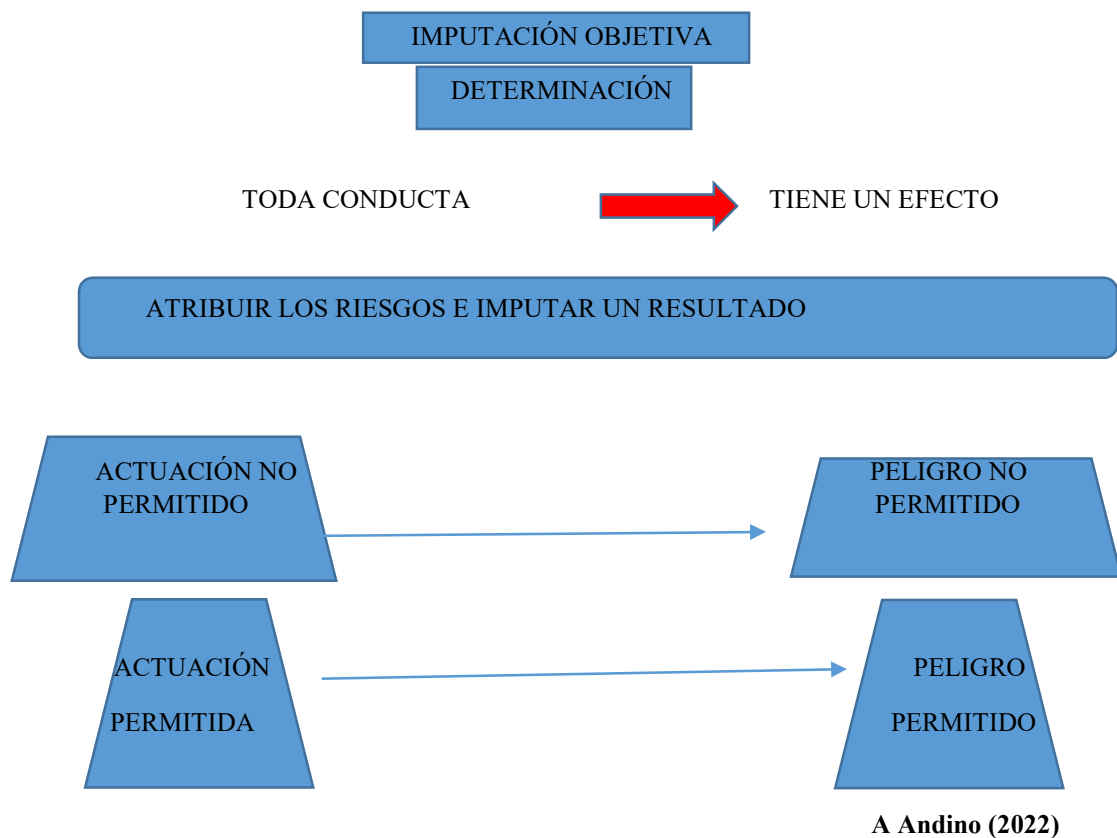 IMPUTACIÓN OBJETIVA
DETERMINACIÓN
TODA CONDUCTA
TIENE UN EFECTO
ATRIBUIR LOS RIESGOS E IMPUTAR UN RESULTADO
ACTUACIÓN NO
PERMITIDO
PELIGRO NO
PERMITIDO
ACTUACIÓN
PERMITIDA
PELIGRO
PERMITIDO
A Andino (2022)